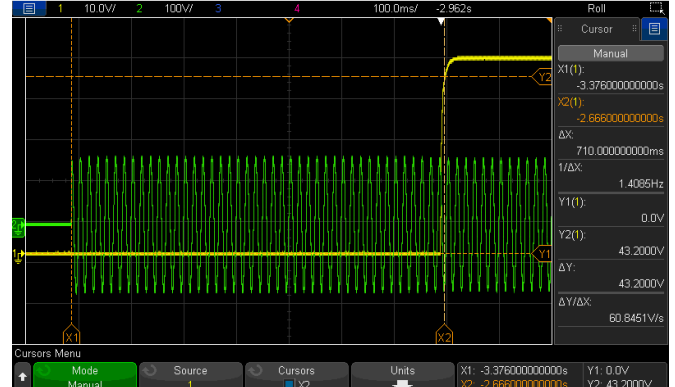 1 10.0V/ 2 100V/ 3 4 100.0ms/ -2.962s Roll
Cursor
Manual
X1(1):
-3.376000000000s
X2(1):
-2.666000000000s
ΔX:
710.000000000ms
1/ΔX:
1.4085Hz
Y1(1):
0.0V
Y2(1):
43.2000V
ΔY:
43.2000V
ΔY/ΔX:
60.8451V/s
Y2
2
1
Y1
X1 X2
Cursors Menu
Mode Source Cursors Units X1: -3.376000000000s Y1: 0.0V
Manual 1 X2 X2: -2.666000000000s Y2: 43.2000V